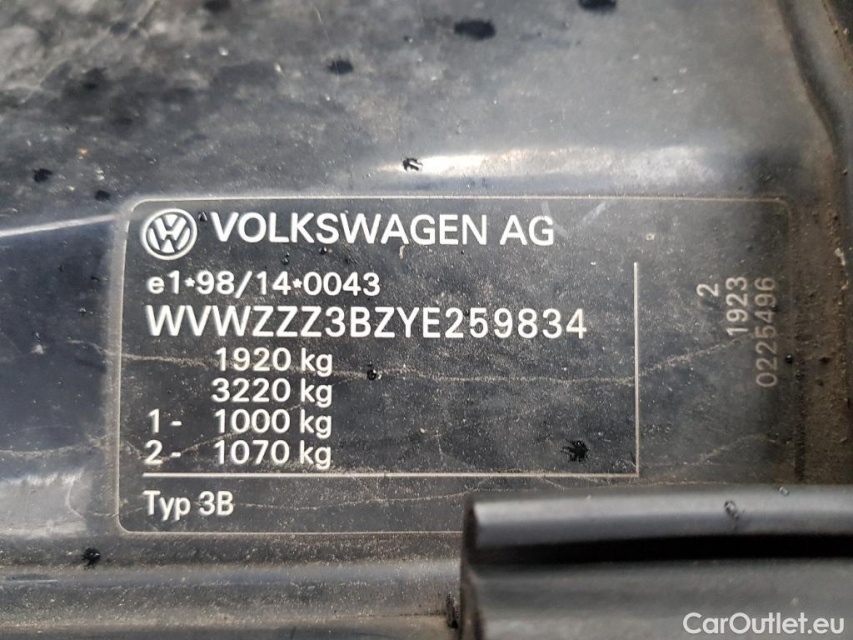 VOLKSWAGEN AG
e1*98/14*0043
WVWZZZ3BZYE259834
1920 kg
3220 kg
1- 1000 kg
2- 1070 kg
Typ 3B
2
1923
0225496
CarOutlet.eu